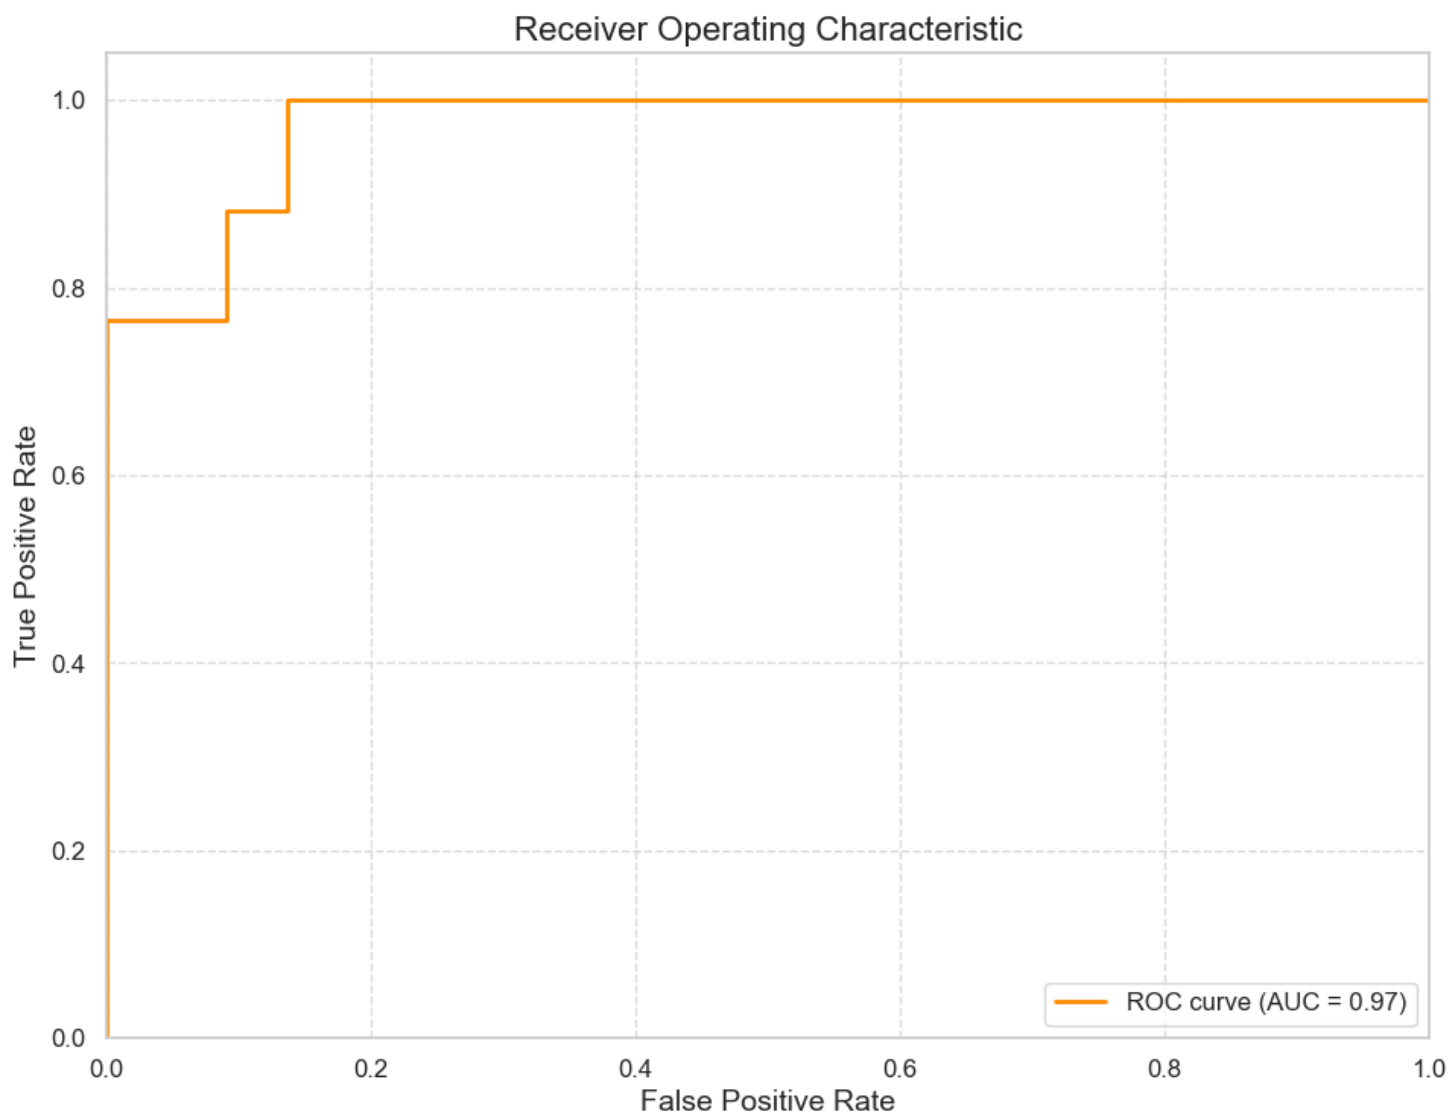 Receiver Operating Characteristic
1.0
0.8
0.6
0.4
0.2
0.0
True Positive Rate
ROC curve (AUC = 0.97)
0.0 0.2 0.4 0.6 0.8 1.0
False Positive Rate